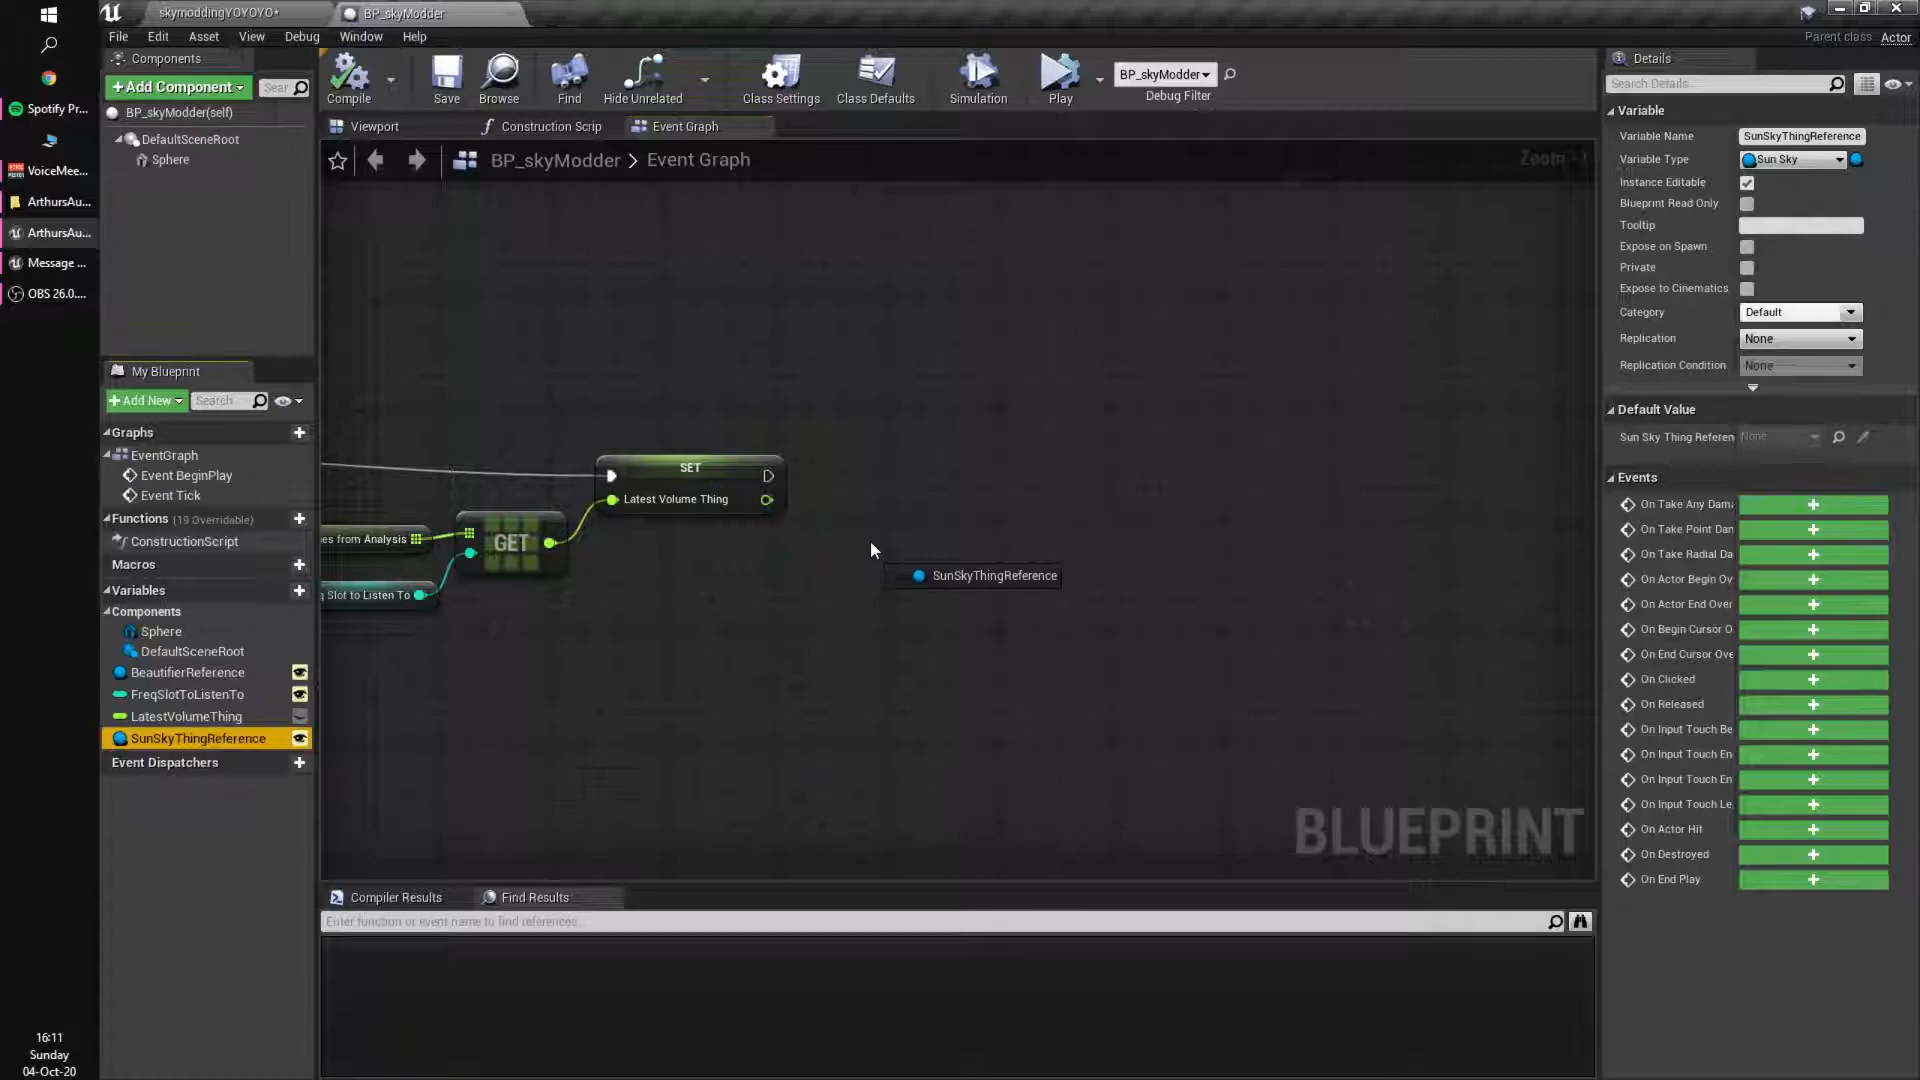 skymoddingYOYOYO*
BP_skyModder
File Edit Asset View Debug Window Help
Parent class Actor
Components
+Add Component
Sear
BP_skyModder(self)
DefaultSceneRoot
Sphere
Spotify Pr...
VoiceMee...
ArthursAu...
ArthursAu...
Message ...
OBS 26.0....
Compile
Save
Browse
Find
Hide Unrelated
Class Settings
Class Defaults
Simulation
Play
BP_skyModder
Debug Filter
Viewport
Construction Scrip
Event Graph
BP_skyModder > Event Graph
Zoom -1
SET
Latest Volume Thing
es from Analysis
GET
Slot to Listen To
SunSkyThingReference
BLUEPRINT
My Blueprint
+Add New
Search
Graphs
EventGraph
Event BeginPlay
Event Tick
Functions (19 Overridable)
ConstructionScript
Macros
Variables
Components
Sphere
DefaultSceneRoot
BeautifierReference
FreqSlotToListenTo
LatestVolumeThing
SunSkyThingReference
Event Dispatchers
Compiler Results
Find Results
Enter function or event name to find references...
Details
Search Details
Variable
Variable Name SunSkyThingReference
Variable Type Sun Sky
Instance Editable
Blueprint Read Only
Tooltip
Expose on Spawn
Private
Expose to Cinematics
Category Default
Replication None
Replication Condition None
Default Value
Sun Sky Thing Referen None
Events
On Take Any Dama
On Take Point Dan
On Take Radial Da
On Actor Begin Ov
On Actor End Over
On Begin Cursor O
On End Cursor Ove
On Clicked
On Released
On Input Touch Be
On Input Touch En
On Input Touch En
On Input Touch Le
On Actor Hit
On Destroyed
On End Play
16:11
Sunday
04-Oct-20